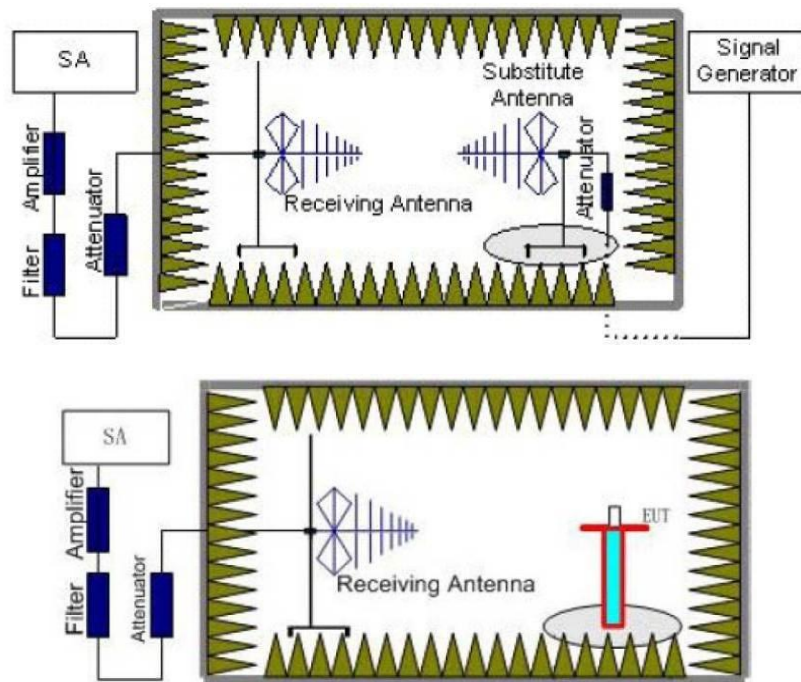 SA
Signal
Generator
Substitute
Antenna
Amplifier
Attenuator
Receiving Antenna
Attenuator
Filter
SA
Amplifier
EUT
Filter
Attenuator
Receiving Antenna